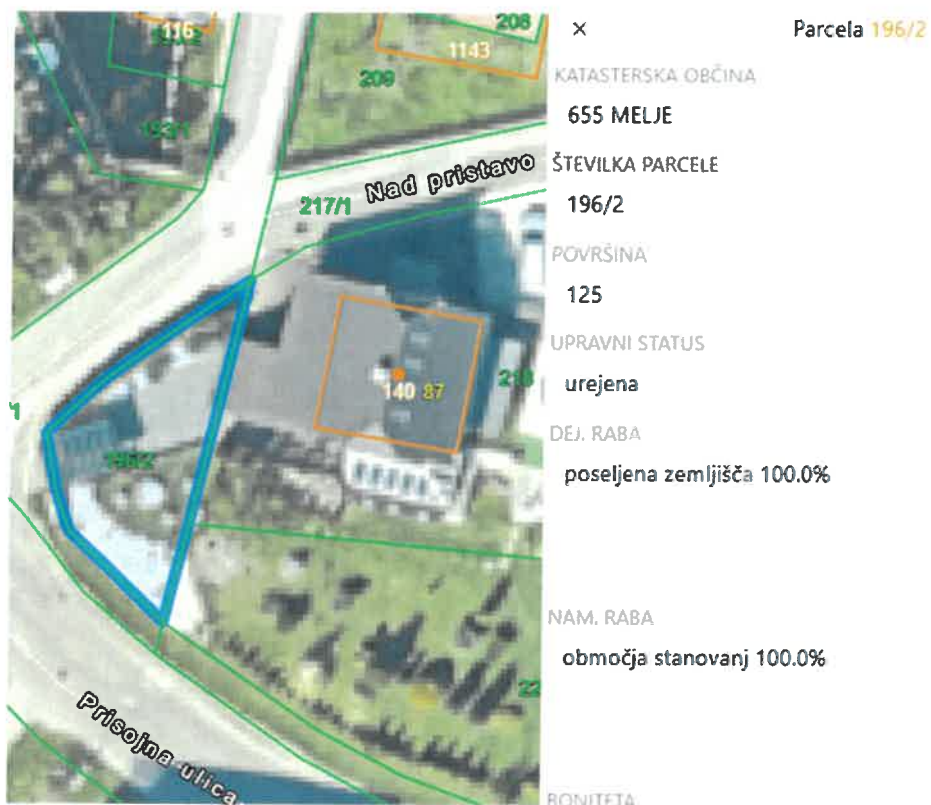 116
208
1143
209
193/1
Nad pristavo
217/1
140 87
218
196/2
/1
22
Prisojna ulica
× Parcela 196/2
KATASTERSKA OBČINA
655 MELJE
ŠTEVILKA PARCELE
196/2
POVRŠINA
125
UPRAVNI STATUS
urejena
DEJ. RABA
poseljena zemljišča 100.0%
NAM. RABA
območja stanovanj 100.0%
BONITETA